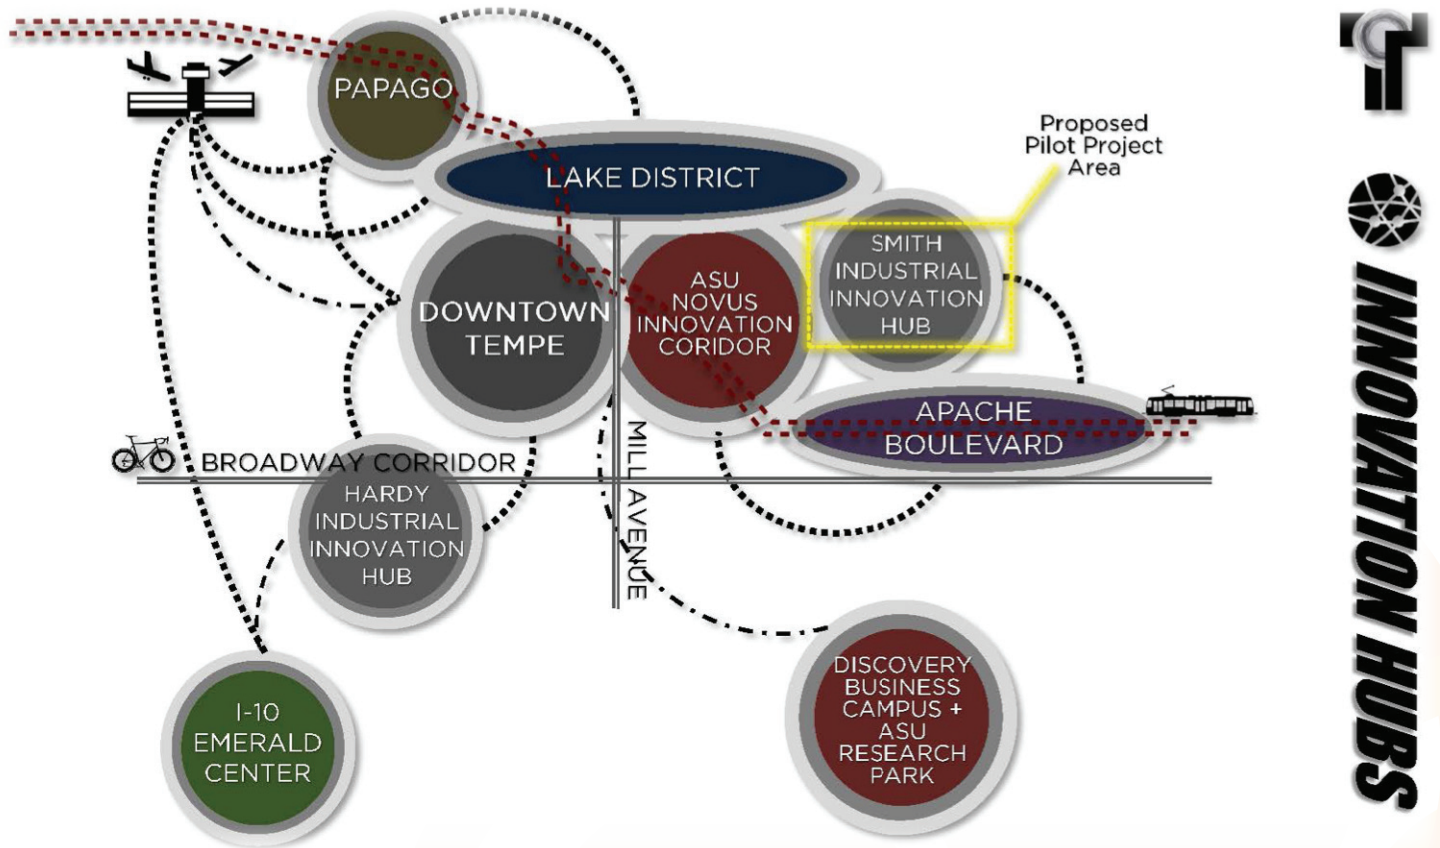 PAPAGO
LAKE DISTRICT
Proposed
Pilot Project
Area
SMITH
INDUSTRIAL
INNOVATION
HUB
DOWNTOWN
TEMPE
ASU
NOVUS
INNOVATION
CORIDOR
APACHE
BOULEVARD
BROADWAY CORRIDOR
MILL AVENUE
HARDY
INDUSTRIAL
INNOVATION
HUB
I-10
EMERALD
CENTER
DISCOVERY
BUSINESS
CAMPUS +
ASU
RESEARCH
PARK
T
INNOVATION HUBS